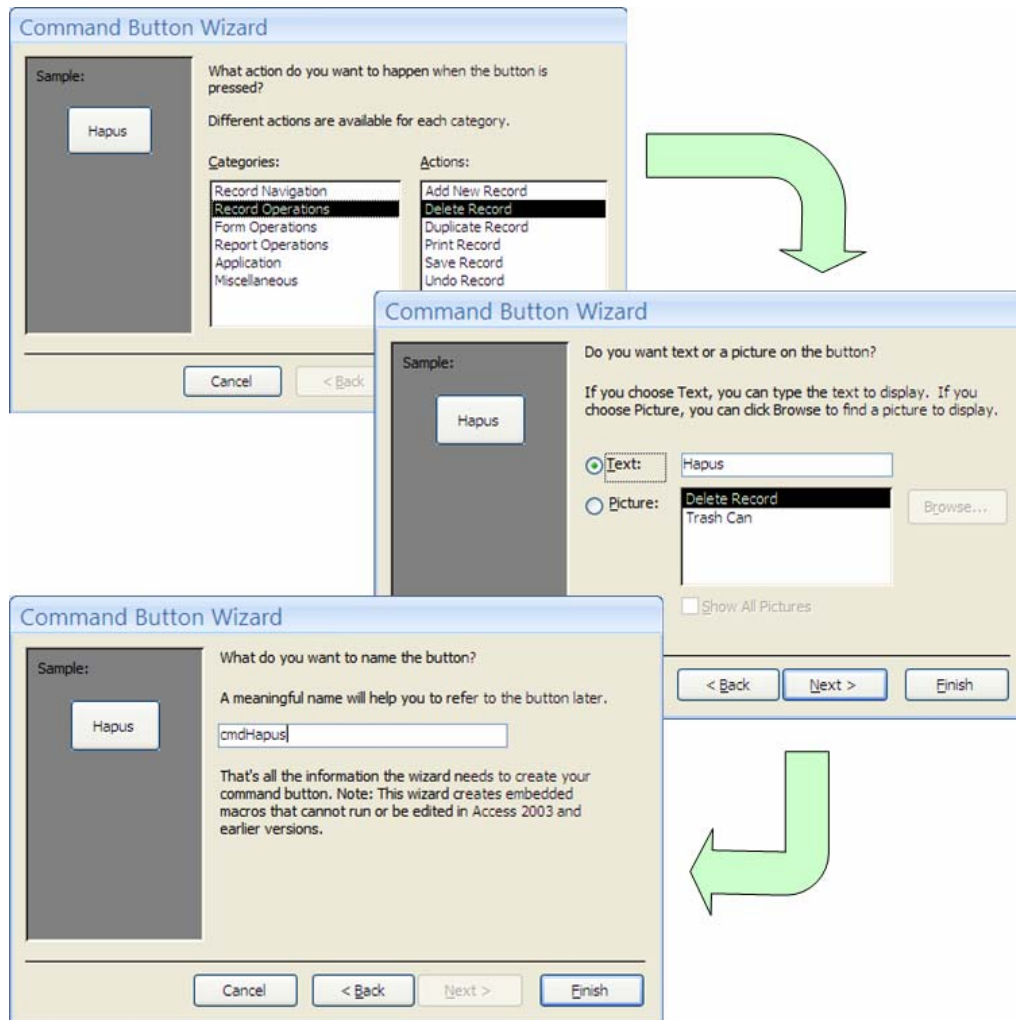 Command Button Wizard
Sample:
Hapus
What action do you want to happen when the button is
pressed?
Different actions are available for each category.
Categories:
Actions:
Record Navigation
Record Operations
Form Operations
Report Operations
Application
Miscellaneous
Add New Record
Delete Record
Duplicate Record
Print Record
Save Record
Undo Record
Cancel
< Back
Command Button Wizard
Sample:
Hapus
Do you want text or a picture on the button?
If you choose Text, you can type the text to display. If you
choose Picture, you can click Browse to find a picture to display.
Text:
Hapus
Picture:
Delete Record
Trash Can
Browse...
Show All Pictures
< Back
Next >
Finish
Command Button Wizard
Sample:
Hapus
What do you want to name the button?
A meaningful name will help you to refer to the button later.
cmdHapus
That's all the information the wizard needs to create your
command button. Note: This wizard creates embedded
macros that cannot run or be edited in Access 2003 and
earlier versions.
Cancel
< Back
Next >
Finish